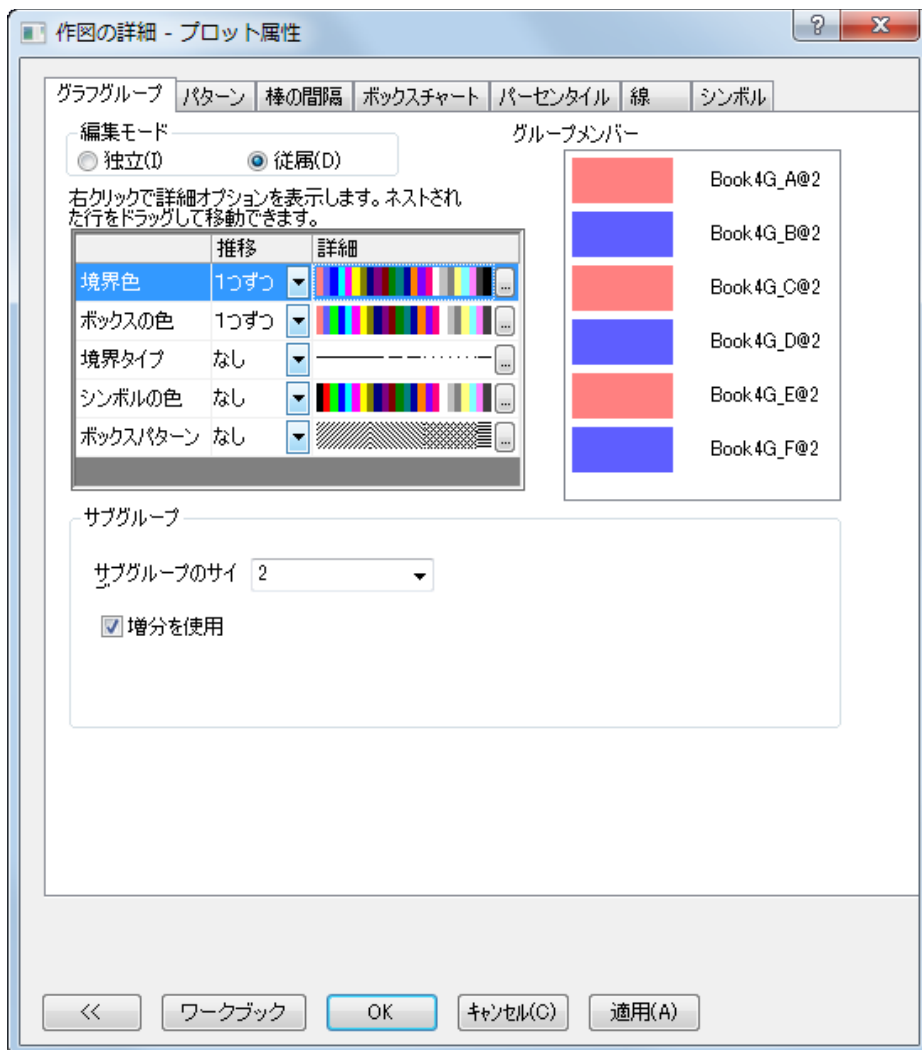 作図の詳細 - プロット属性
グラフグループ パターン 棒の間隔 ボックスチャート パーセンタイル 線 シンボル
編集モード
独立(I) 従属(D)
右クリックで詳細オプションを表示します。ネストされ
た行をドラッグして移動できます。
推移 詳細
境界色 1つずつ ...
ボックスの色 1つずつ ...
境界タイプ なし ...
シンボルの色 なし ...
ボックスパターン なし ...
グループメンバー
Book4G_A@2
Book4G_B@2
Book4G_C@2
Book4G_D@2
Book4G_E@2
Book4G_F@2
サブグループ
サブグループのサイ 2
増分を使用
<< ワークブック OK キャンセル(C) 適用(A)